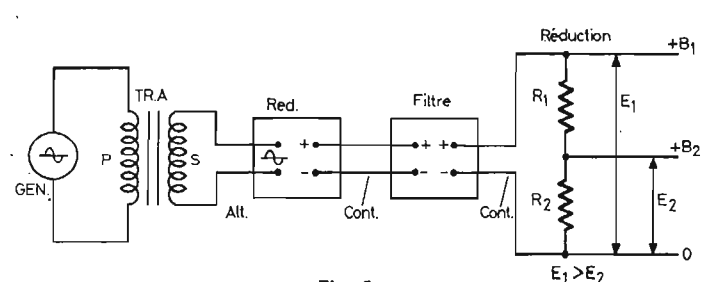 Réduction
+B1
TR.A
Red.
Filtre
R1
E1
P
S
+
-
+
-
+
-
+B2
GEN.
Alt.
Cont.
Cont.
R2
E2
0
E1>E2